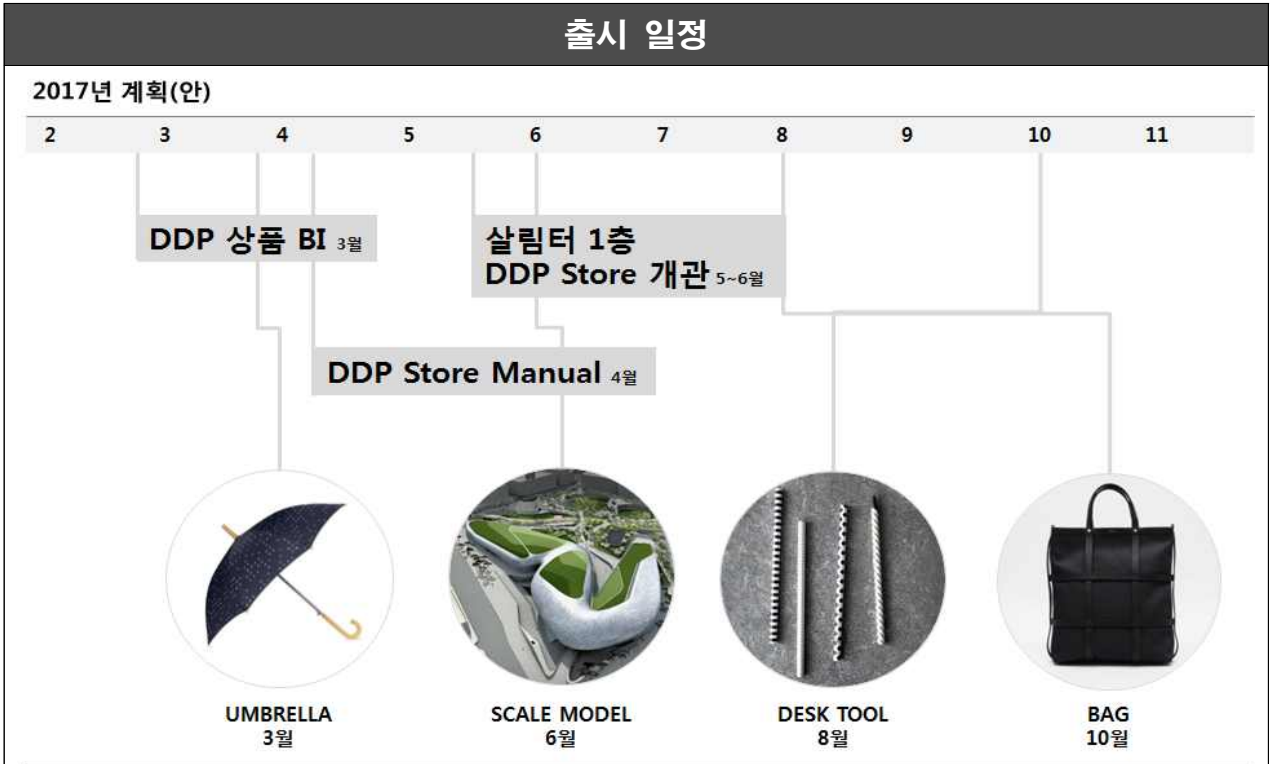 출시 일정
2017년 계획(안)
2 3 4 5 6 7 8 9 10 11
DDP 상품 BI 3월
살림터 1층
DDP Store 개관 5~6월
DDP Store Manual 4월
UMBRELLA
3월
SCALE MODEL
6월
DESK TOOL
8월
BAG
10월